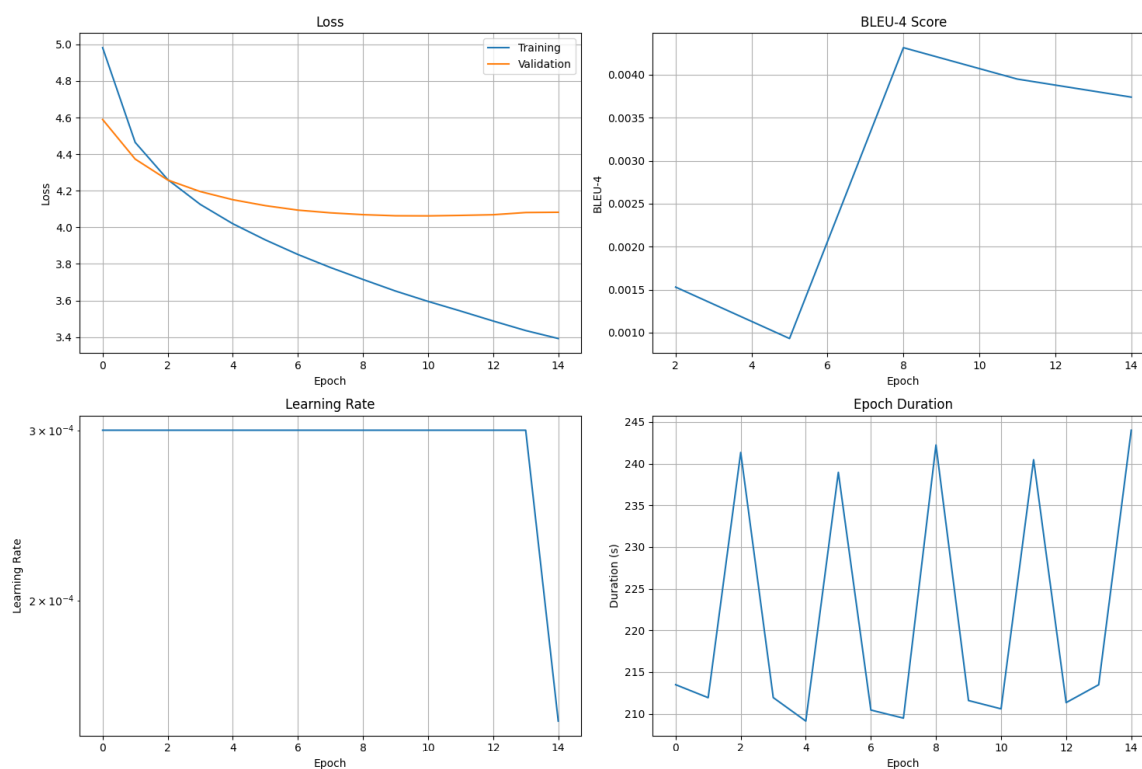 Loss
5.0
4.8
4.6
4.4
4.2
4.0
3.8
3.6
3.4
Loss
0 2 4 6 8 10 12 14
Epoch
Training
Validation
BLEU-4 Score
0.0040
0.0035
0.0030
0.0025
0.0020
0.0015
0.0010
BLEU-4
2 4 6 8 10 12 14
Epoch
Learning Rate
3 × 10⁻⁴
2 × 10⁻⁴
Learning Rate
0 2 4 6 8 10 12 14
Epoch
Epoch Duration
245
240
235
230
225
220
215
210
Duration (s)
0 2 4 6 8 10 12 14
Epoch